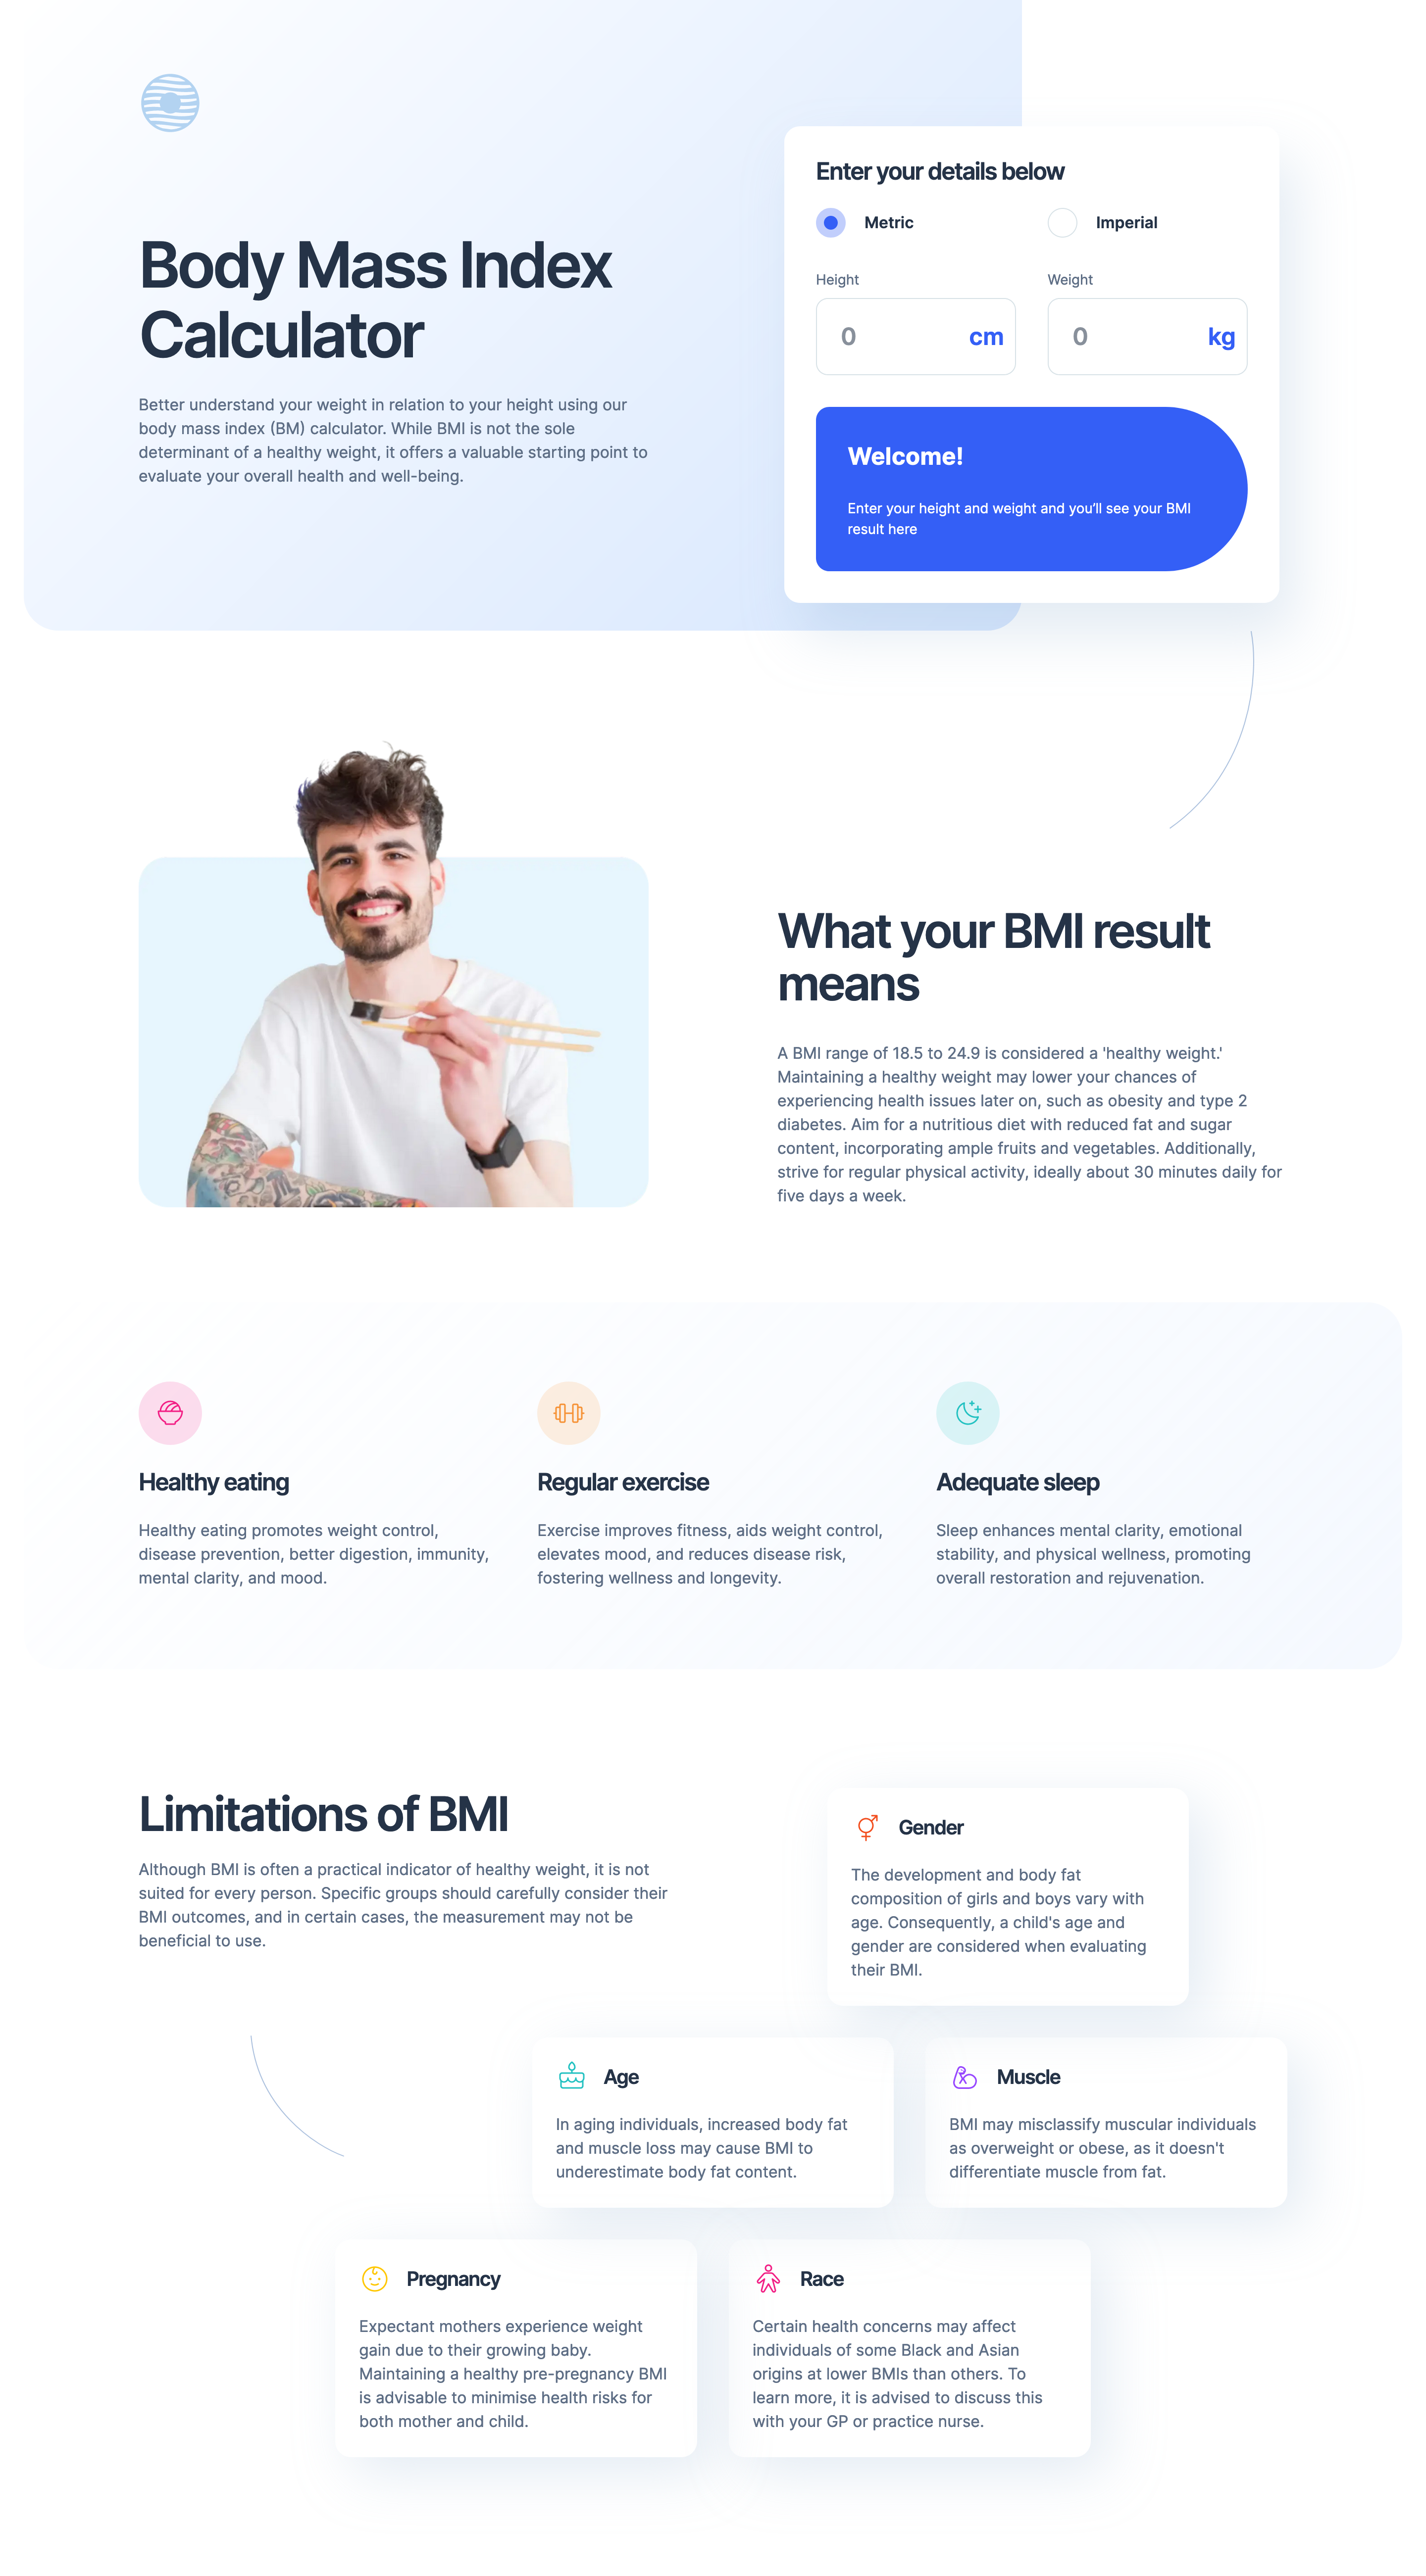 Body Mass Index
Calculator
Better understand your weight in relation to your height using our
body mass index (BM) calculator. While BMI is not the sole
determinant of a healthy weight, it offers a valuable starting point to
evaluate your overall health and well-being.
Enter your details below
Metric
Imperial
Height
Weight
0 cm
0 kg
Welcome!
Enter your height and weight and you’ll see your BMI
result here
What your BMI result
means
A BMI range of 18.5 to 24.9 is considered a 'healthy weight.'
Maintaining a healthy weight may lower your chances of
experiencing health issues later on, such as obesity and type 2
diabetes. Aim for a nutritious diet with reduced fat and sugar
content, incorporating ample fruits and vegetables. Additionally,
strive for regular physical activity, ideally about 30 minutes daily for
five days a week.
Healthy eating
Healthy eating promotes weight control,
disease prevention, better digestion, immunity,
mental clarity, and mood.
Regular exercise
Exercise improves fitness, aids weight control,
elevates mood, and reduces disease risk,
fostering wellness and longevity.
Adequate sleep
Sleep enhances mental clarity, emotional
stability, and physical wellness, promoting
overall restoration and rejuvenation.
Limitations of BMI
Although BMI is often a practical indicator of healthy weight, it is not
suited for every person. Specific groups should carefully consider their
BMI outcomes, and in certain cases, the measurement may not be
beneficial to use.
Gender
The development and body fat
composition of girls and boys vary with
age. Consequently, a child's age and
gender are considered when evaluating
their BMI.
Age
In aging individuals, increased body fat
and muscle loss may cause BMI to
underestimate body fat content.
Muscle
BMI may misclassify muscular individuals
as overweight or obese, as it doesn't
differentiate muscle from fat.
Pregnancy
Expectant mothers experience weight
gain due to their growing baby.
Maintaining a healthy pre-pregnancy BMI
is advisable to minimise health risks for
both mother and child.
Race
Certain health concerns may affect
individuals of some Black and Asian
origins at lower BMIs than others. To
learn more, it is advised to discuss this
with your GP or practice nurse.